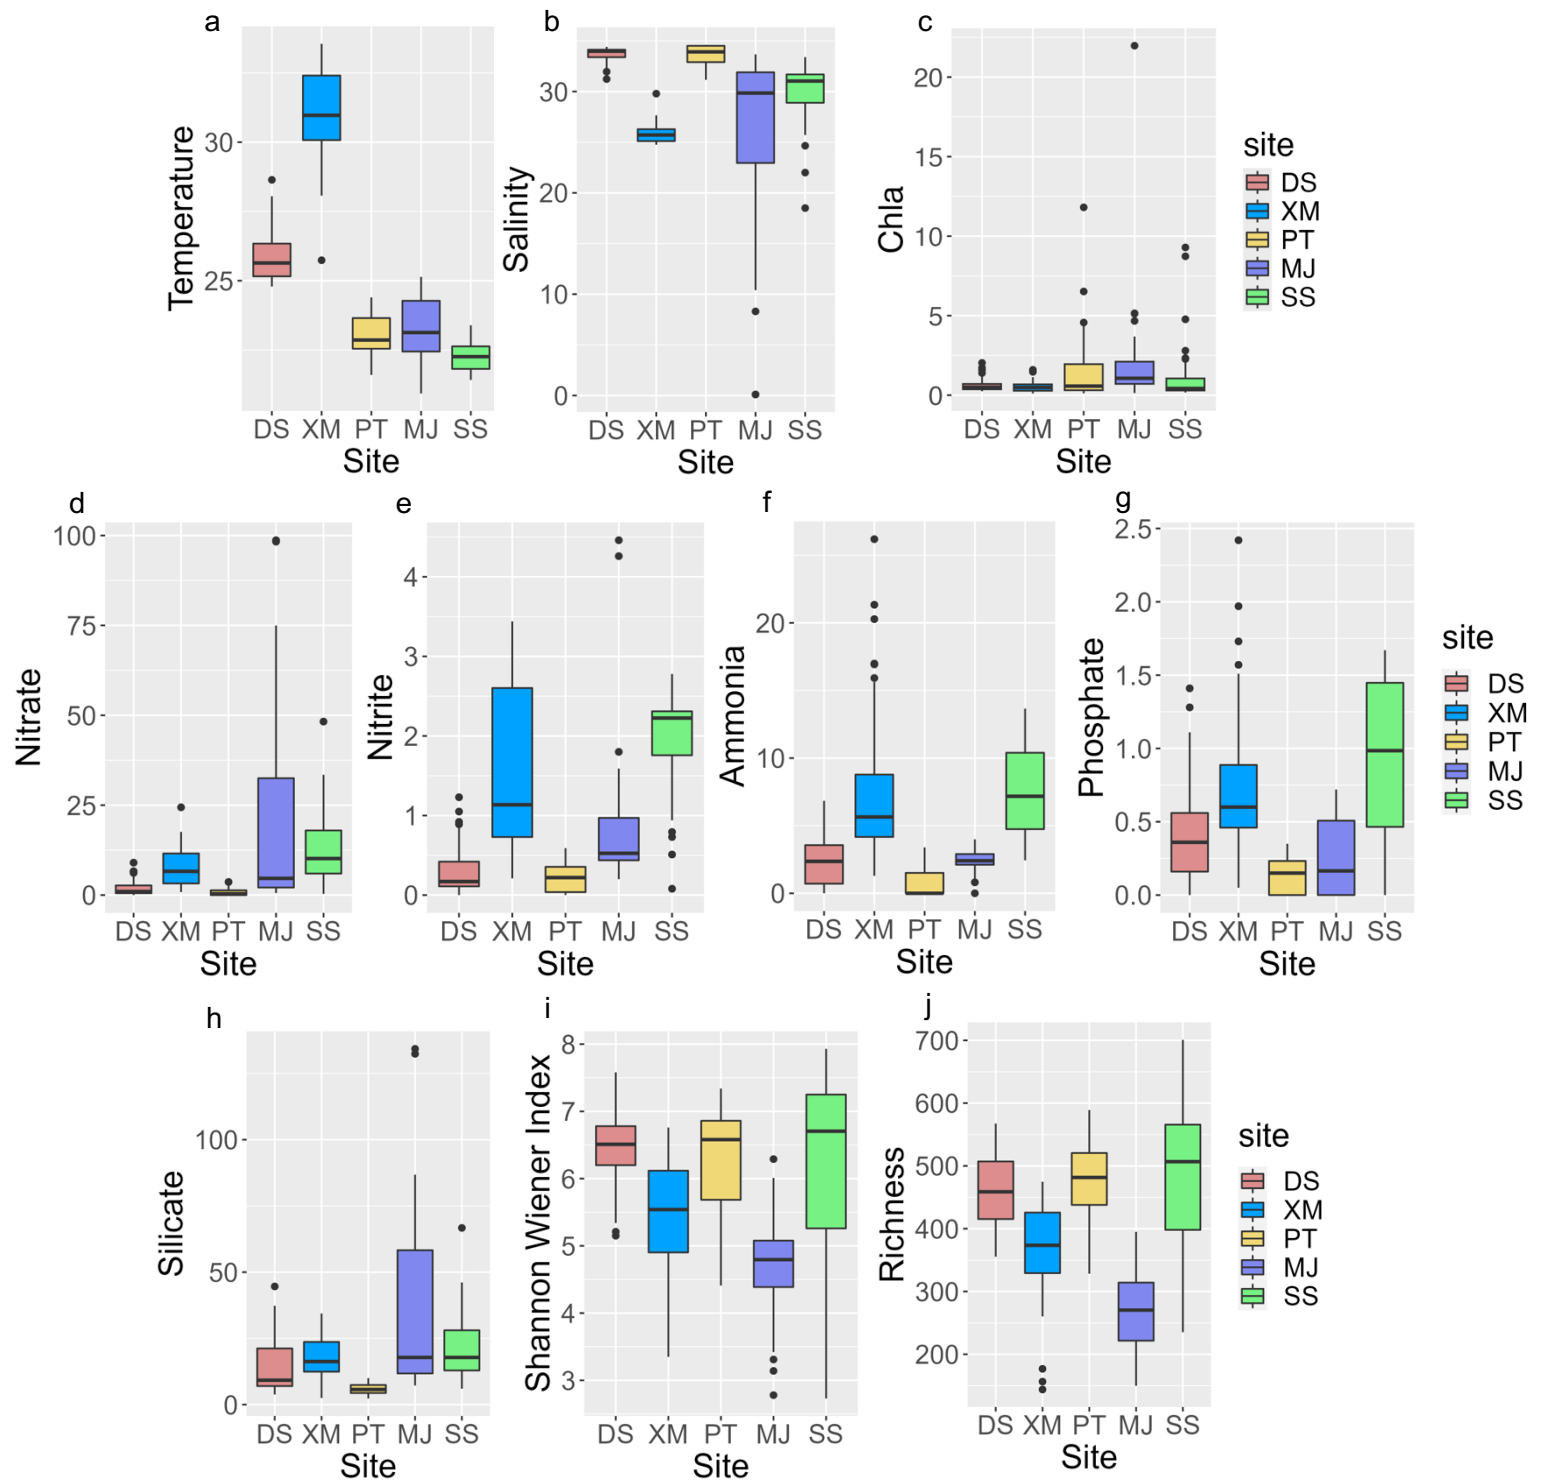 a
Temperature
30
25
DS XM PT MJ SS
Site
b
Salinity
30
20
10
0
DS XM PT MJ SS
Site
c
Chla
20
15
10
5
0
DS XM PT MJ SS
Site
site
DS
XM
PT
MJ
SS
d
Nitrate
100
75
50
25
0
DS XM PT MJ SS
Site
e
Nitrite
4
3
2
1
0
DS XM PT MJ SS
Site
f
Ammonia
20
10
0
DS XM PT MJ SS
Site
g
Phosphate
2.5
2.0
1.5
1.0
0.5
0.0
DS XM PT MJ SS
Site
site
DS
XM
PT
MJ
SS
h
Silicate
100
50
0
DS XM PT MJ SS
Site
i
Shannon Wiener Index
8
7
6
5
4
3
DS XM PT MJ SS
Site
j
Richness
700
600
500
400
300
200
DS XM PT MJ SS
Site
site
DS
XM
PT
MJ
SS